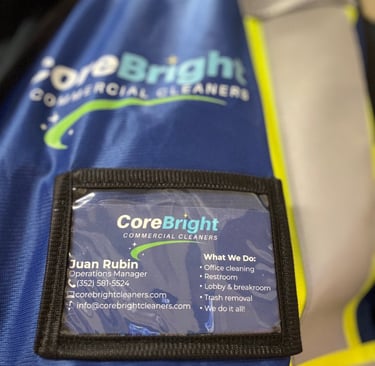 CoreBright
COMMERCIAL CLEANERS
CoreBright
COMMERCIAL CLEANERS
Juan Rubin
Operations Manager
(352) 581-5524
corebrightcleaners.com
info@corebrightcleaners.com
What We Do:
• Office cleaning
• Restroom
• Lobby & breakroom
• Trash removal
• We do it all!